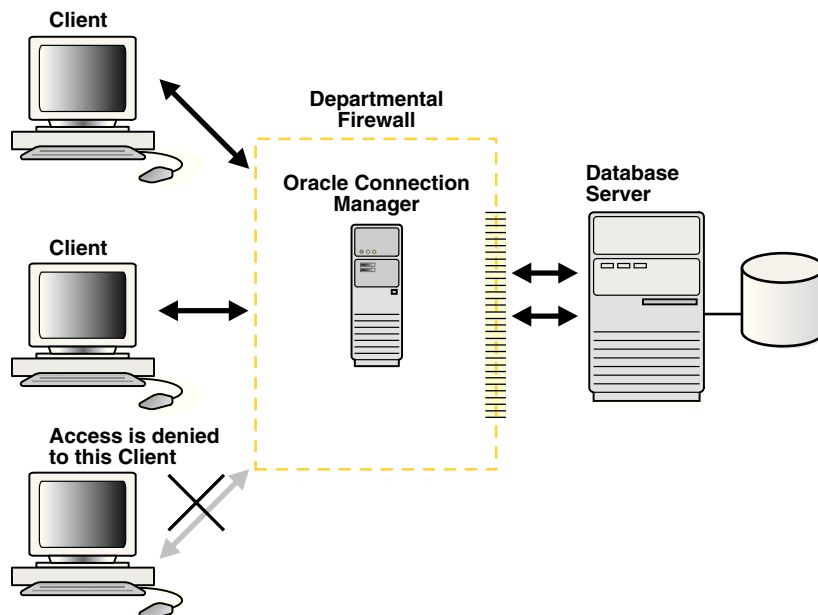 Client
Departmental
Firewall
Oracle Connection
Manager
Database
Server
Client
Access is denied
to this Client